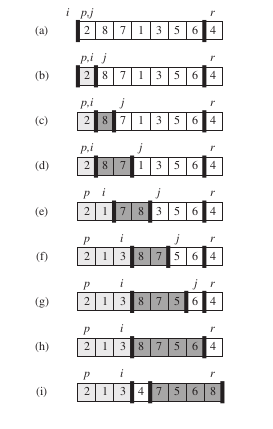 i p,j r
(a) 2 8 7 1 3 5 6 4
p,i j r
(b) 2 8 7 1 3 5 6 4
p,i j r
(c) 2 8 7 1 3 5 6 4
p,i j r
(d) 2 8 7 1 3 5 6 4
p i j r
(e) 2 1 7 8 3 5 6 4
p i j r
(f) 2 1 3 8 7 5 6 4
p i j r
(g) 2 1 3 8 7 5 6 4
p i r
(h) 2 1 3 8 7 5 6 4
p i r
(i) 2 1 3 4 7 5 6 8